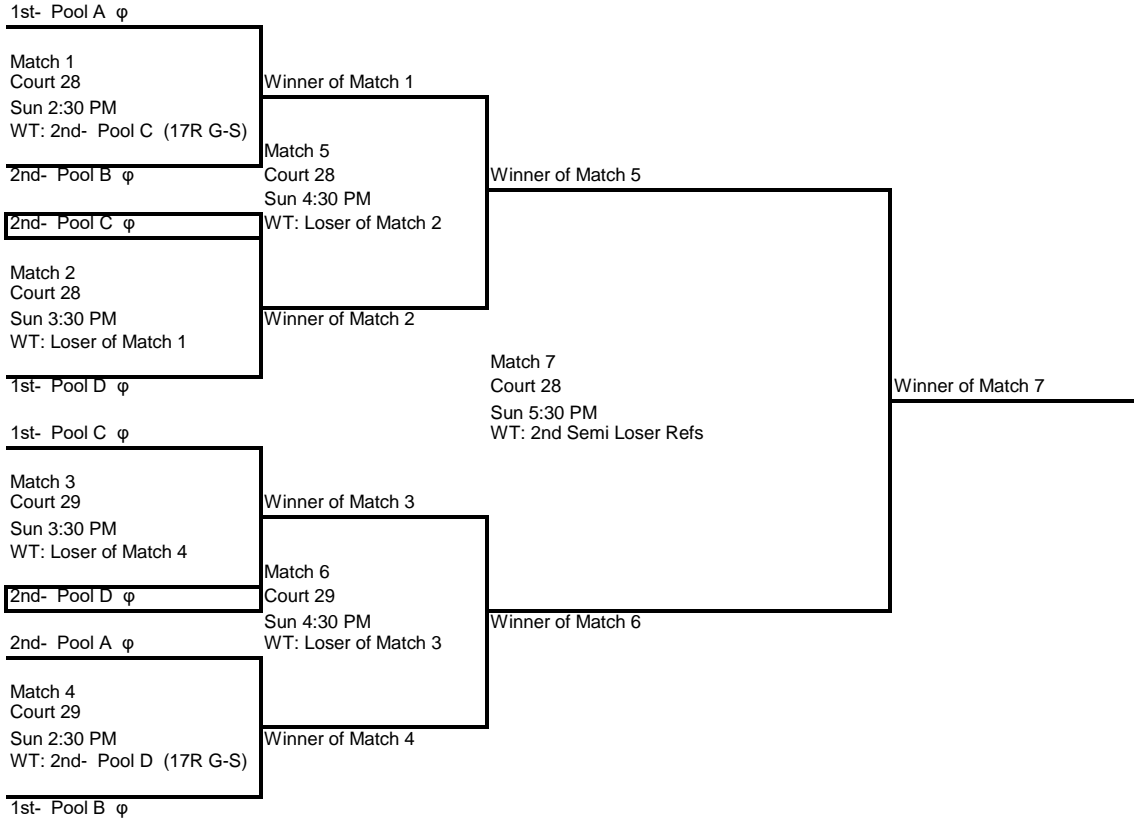 1st- Pool A φ
Match 1
Court 28
Sun 2:30 PM
WT: 2nd- Pool C (17R G-S)
2nd- Pool B φ
2nd- Pool C φ
Match 2
Court 28
Sun 3:30 PM
WT: Loser of Match 1
1st- Pool D φ
1st- Pool C φ
Match 3
Court 29
Sun 3:30 PM
WT: Loser of Match 4
2nd- Pool D φ
2nd- Pool A φ
Match 4
Court 29
Sun 2:30 PM
WT: 2nd- Pool D (17R G-S)
1st- Pool B φ
Winner of Match 1
Match 5
Court 28
Sun 4:30 PM
WT: Loser of Match 2
Winner of Match 2
Winner of Match 3
Match 6
Court 29
Sun 4:30 PM
WT: Loser of Match 3
Winner of Match 4
Winner of Match 5
Match 7
Court 28
Sun 5:30 PM
WT: 2nd Semi Loser Refs
Winner of Match 6
Winner of Match 7